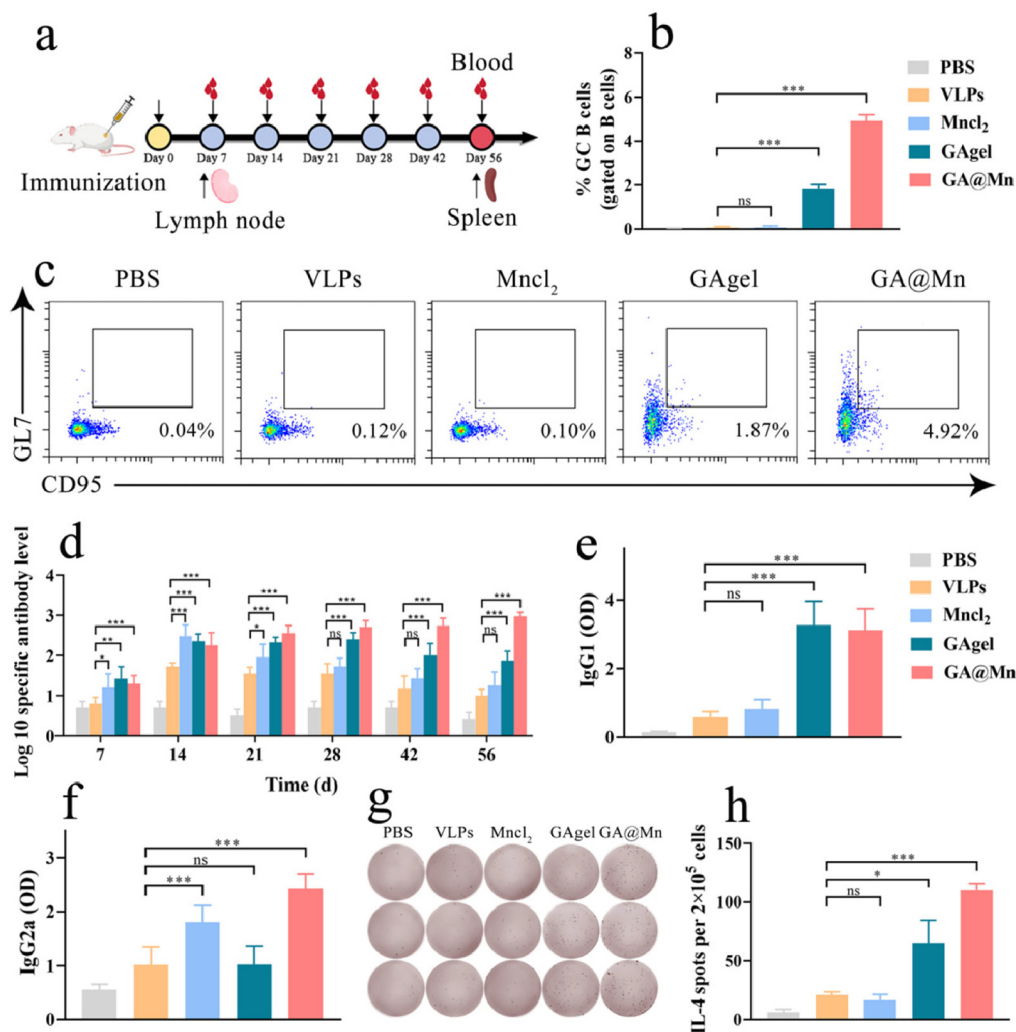 a
Blood
Day 0
Day 7
Day 14
Day 21
Day 28
Day 42
Day 56
Immunization
Lymph node
Spleen
b
% GC B cells
(gated on B cells)
8
6
4
2
0
***
***
ns
PBS
VLPs
Mncl₂
GAgel
GA@Mn
c
PBS
VLPs
Mncl₂
GAgel
GA@Mn
GL7
0.04%
0.12%
0.10%
1.87%
4.92%
CD95
d
Log 10 specific antibody level
4
3
2
1
0
***
**
*
***
***
***
***
***
*
***
***
ns
***
***
ns
***
***
ns
7
14
21
28
42
56
Time (d)
e
IgG1 (OD)
6
4
2
0
***
***
ns
PBS
VLPs
Mncl₂
GAgel
GA@Mn
f
IgG2a (OD)
4
3
2
1
0
***
ns
***
g
PBS
VLPs
Mncl₂
GAgel
GA@Mn
h
IL-4 spots per 2×10⁵ cells
150
100
50
0
***
*
ns